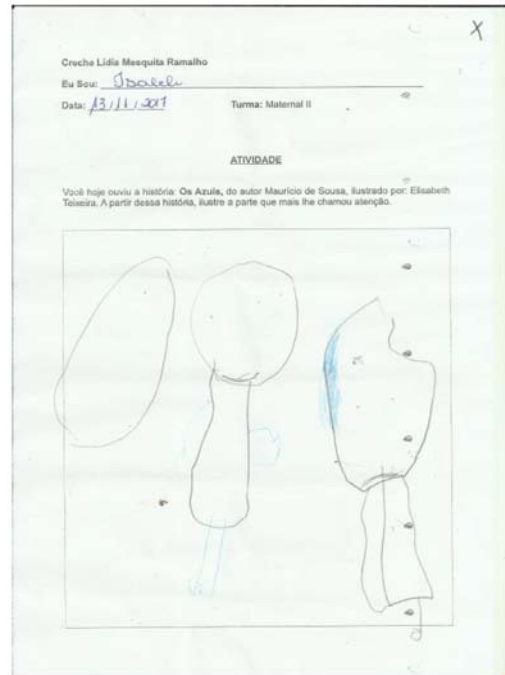 Creche Lídia Mesquita Ramalho
Eu Sou: Isabeli
Data: 13/11/2017 Turma: Maternal II
ATIVIDADE
Você hoje ouviu a história: Os Azuis, do autor Maurício de Sousa, ilustrado por: Elisabeth
Teixeira. A partir dessa história, ilustre a parte que mais lhe chamou atenção.